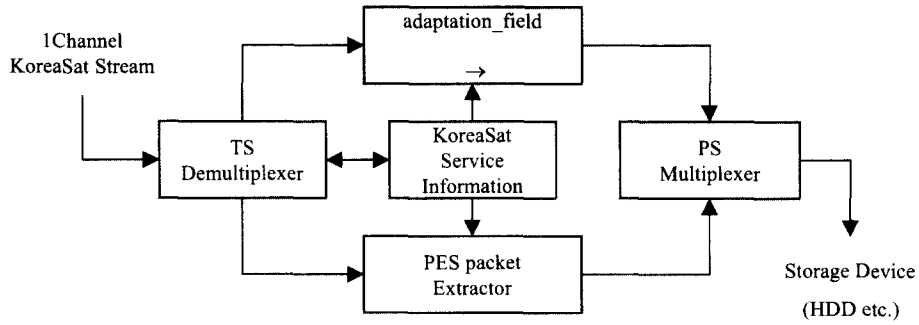 1Channel
KoreaSat Stream
adaptation_field
→
TS
Demultiplexer
KoreaSat
Service
Information
PS
Multiplexer
PES packet
Extractor
Storage Device
(HDD etc.)